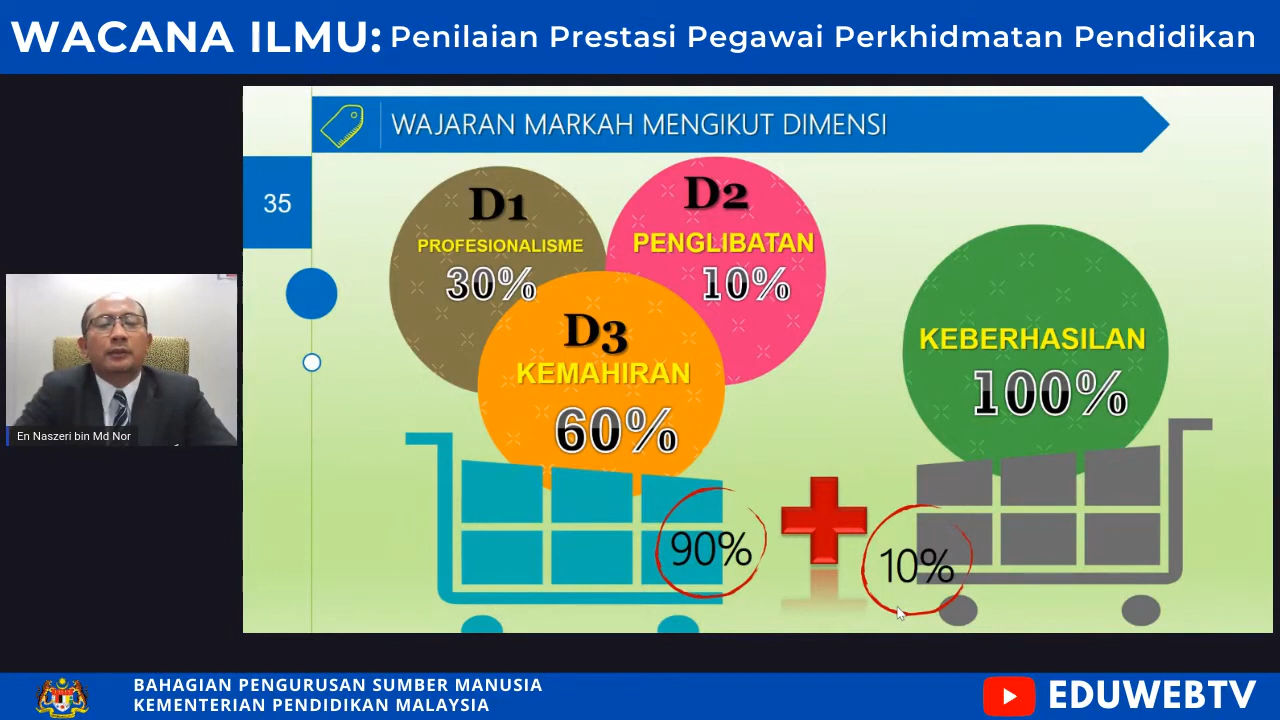 WACANA ILMU: Penilaian Prestasi Pegawai Perkhidmatan Pendidikan
WAJARAN MARKAH MENGIKUT DIMENSI
35
D1
PROFESIONALISME
30%
D2
PENGLIBATAN
10%
D3
KEMAHIRAN
60%
KEBERHASILAN
100%
90%
10%
En Naszeri bin Md Nor
BAHAGIAN PENGURUSAN SUMBER MANUSIA
KEMENTERIAN PENDIDIKAN MALAYSIA
EDUWEBTV